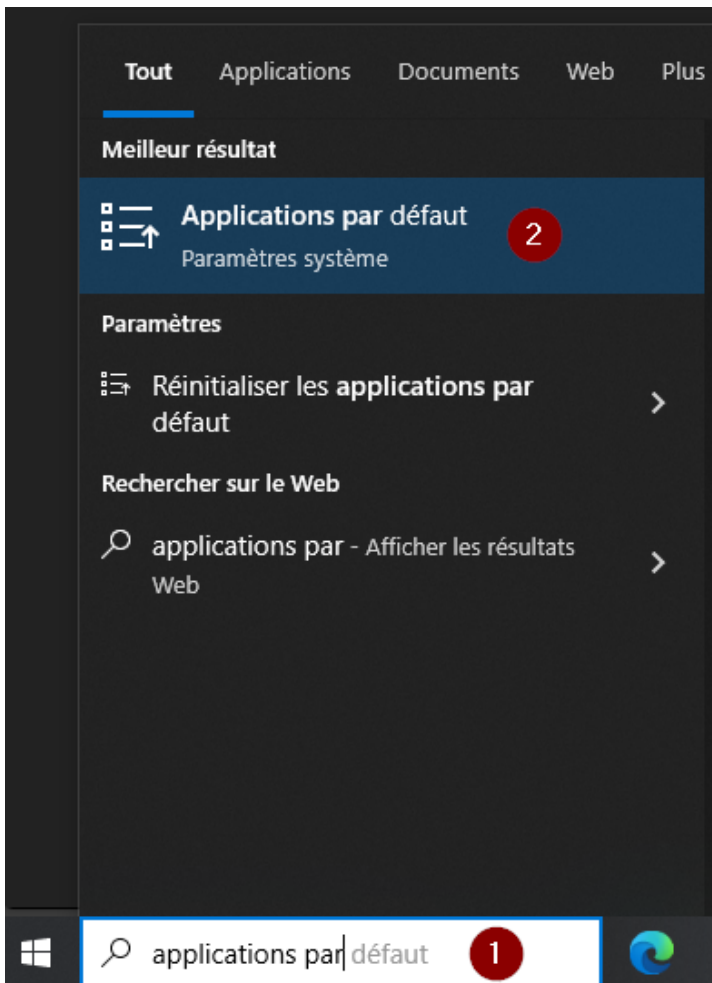 Tout Applications Documents Web Plus
Meilleur résultat
Applications par défaut
2
Paramètres système
Paramètres
Réinitialiser les applications par
défaut
Rechercher sur le Web
applications par - Afficher les résultats
Web
applications par défaut
1